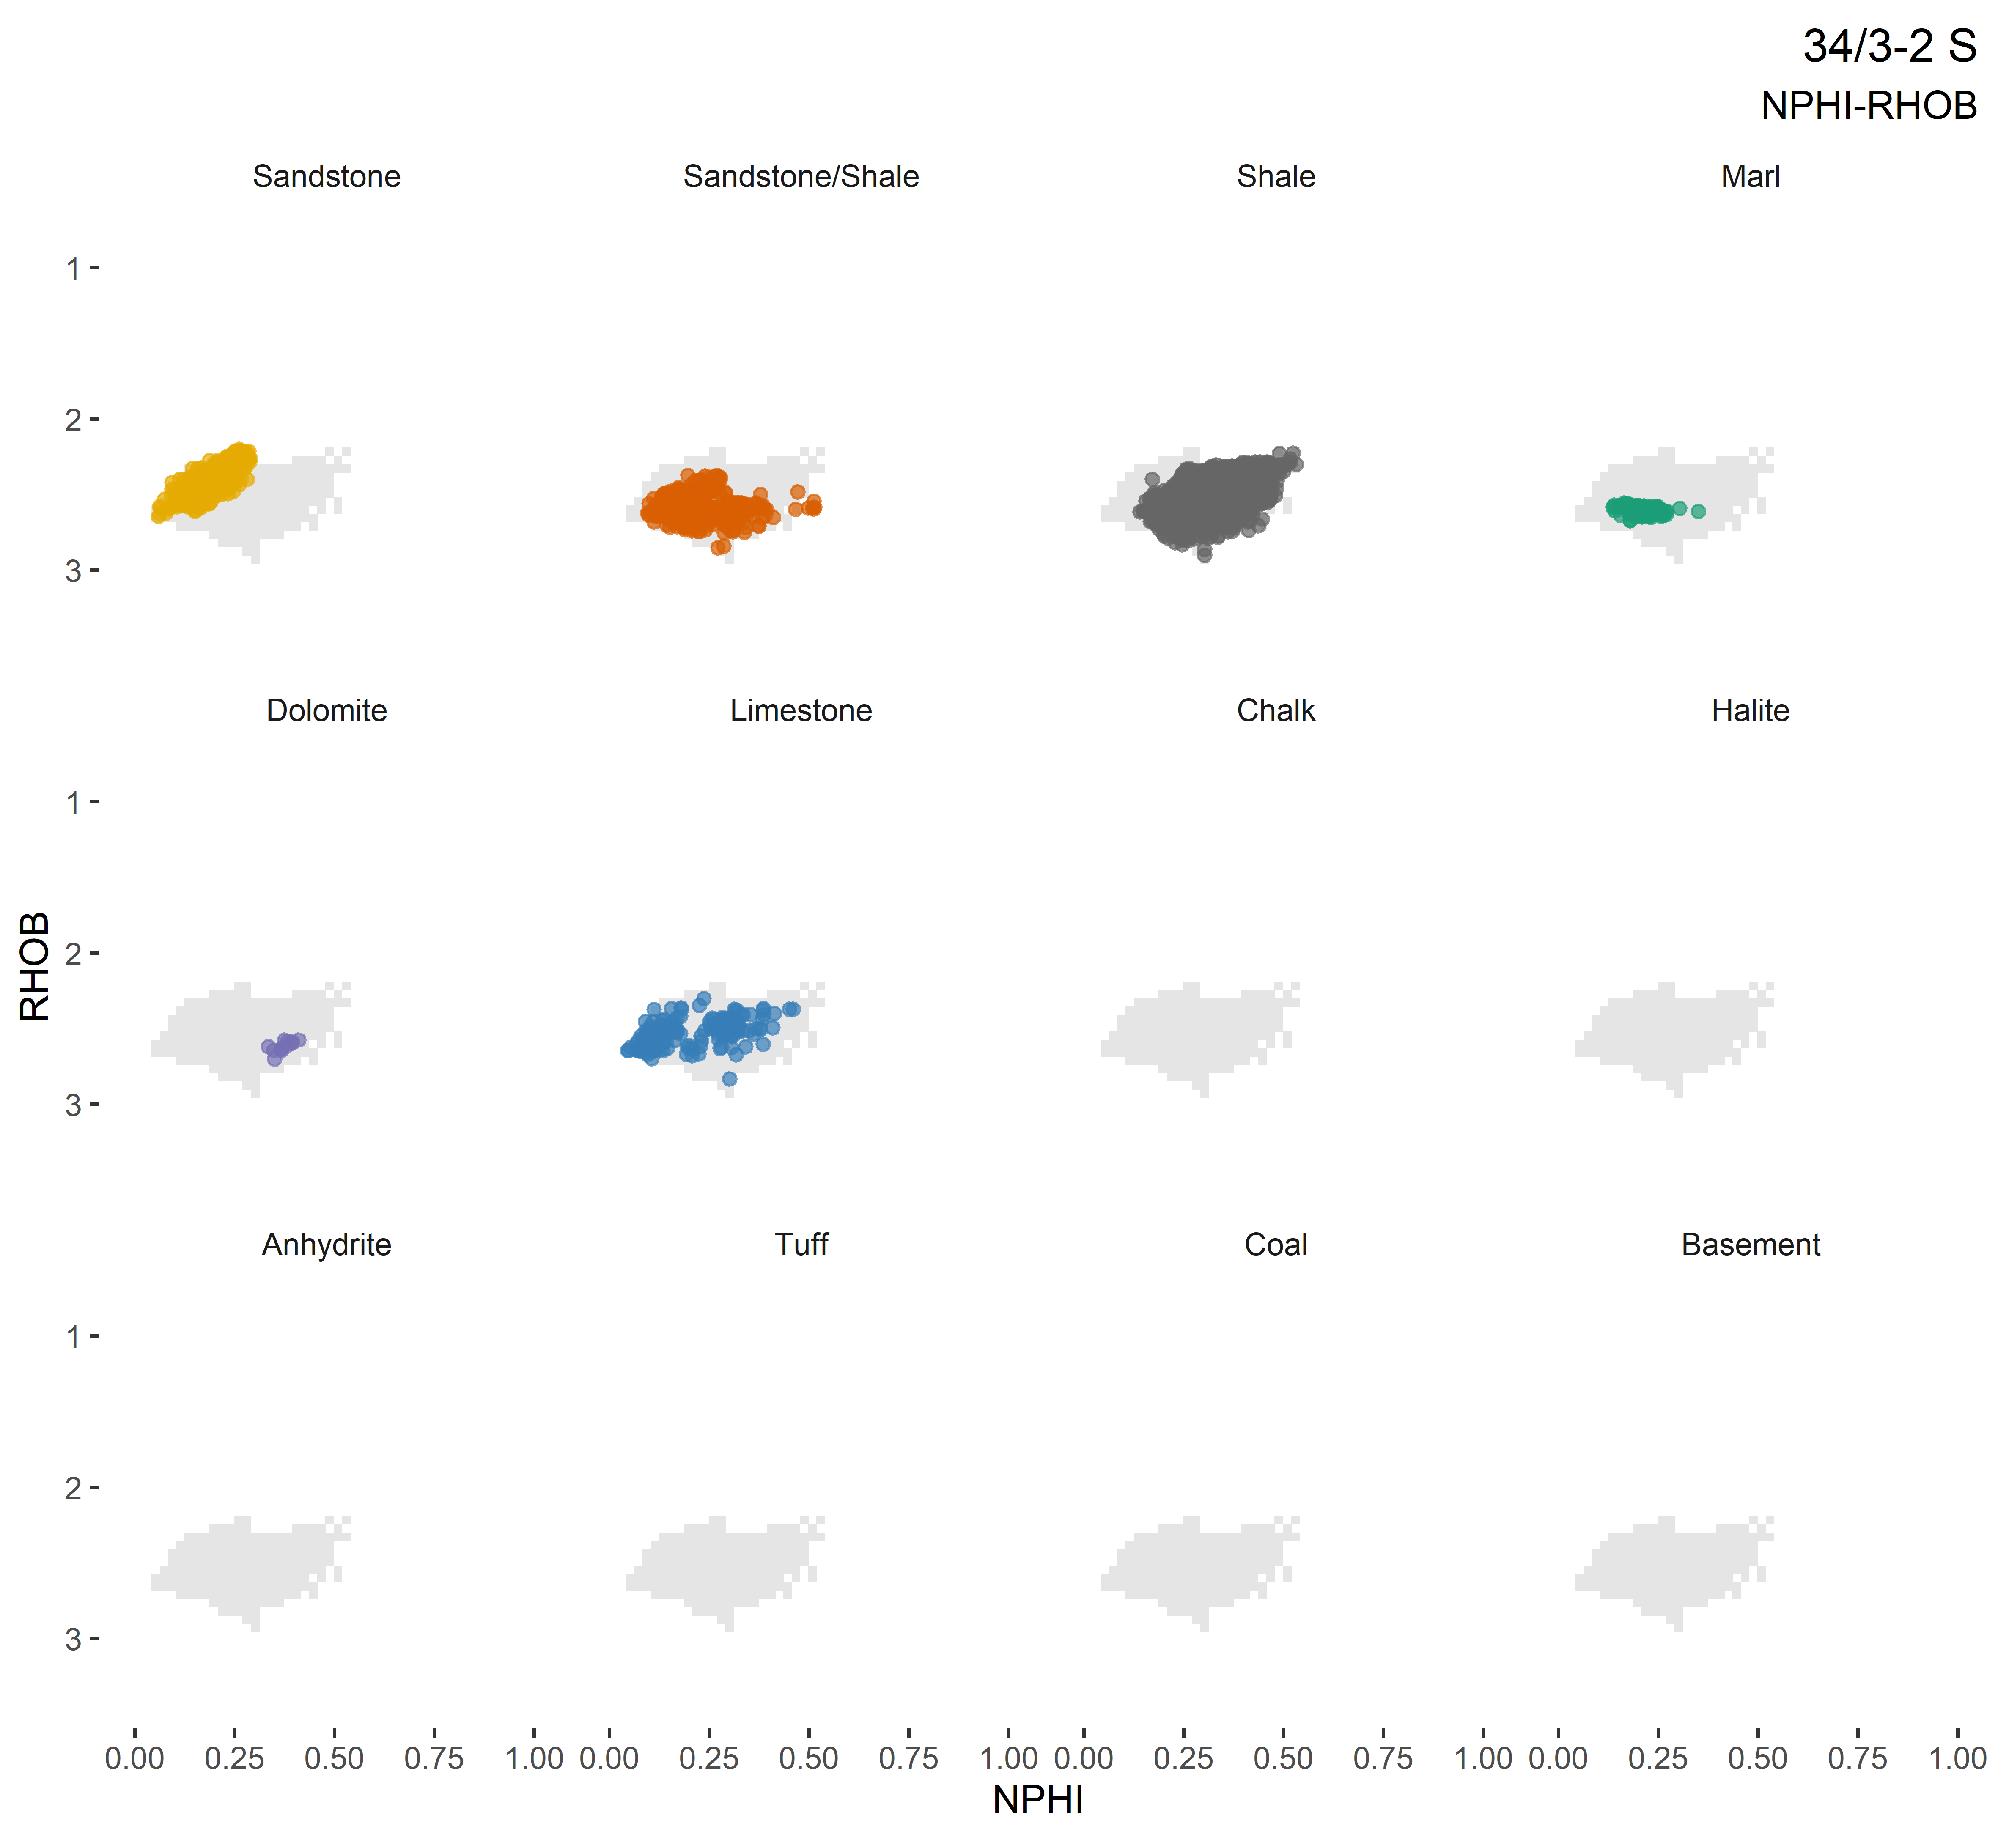 34/3-2 S
NPHI-RHOB
Sandstone Sandstone/Shale Shale Marl
1
2
3
Dolomite Limestone Chalk Halite
1
2
3
RHOB
Anhydrite Tuff Coal Basement
1
2
3
0.00 0.25 0.50 0.75 1.00 0.00 0.25 0.50 0.75 1.00 0.00 0.25 0.50 0.75 1.00 0.00 0.25 0.50 0.75 1.00
NPHI